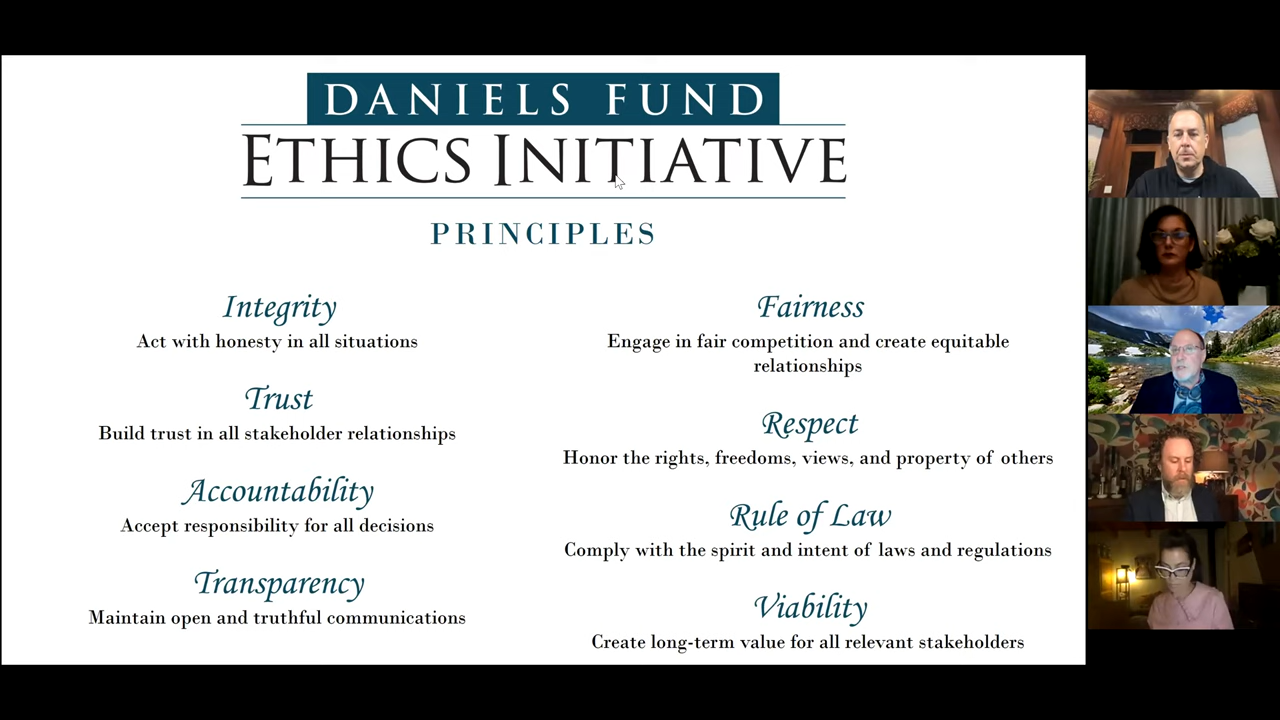 DANIELS FUND
ETHICS INITIATIVE
PRINCIPLES
Integrity
Act with honesty in all situations
Trust
Build trust in all stakeholder relationships
Accountability
Accept responsibility for all decisions
Transparency
Maintain open and truthful communications
Fairness
Engage in fair competition and create equitable
relationships
Respect
Honor the rights, freedoms, views, and property of others
Rule of Law
Comply with the spirit and intent of laws and regulations
Viability
Create long-term value for all relevant stakeholders